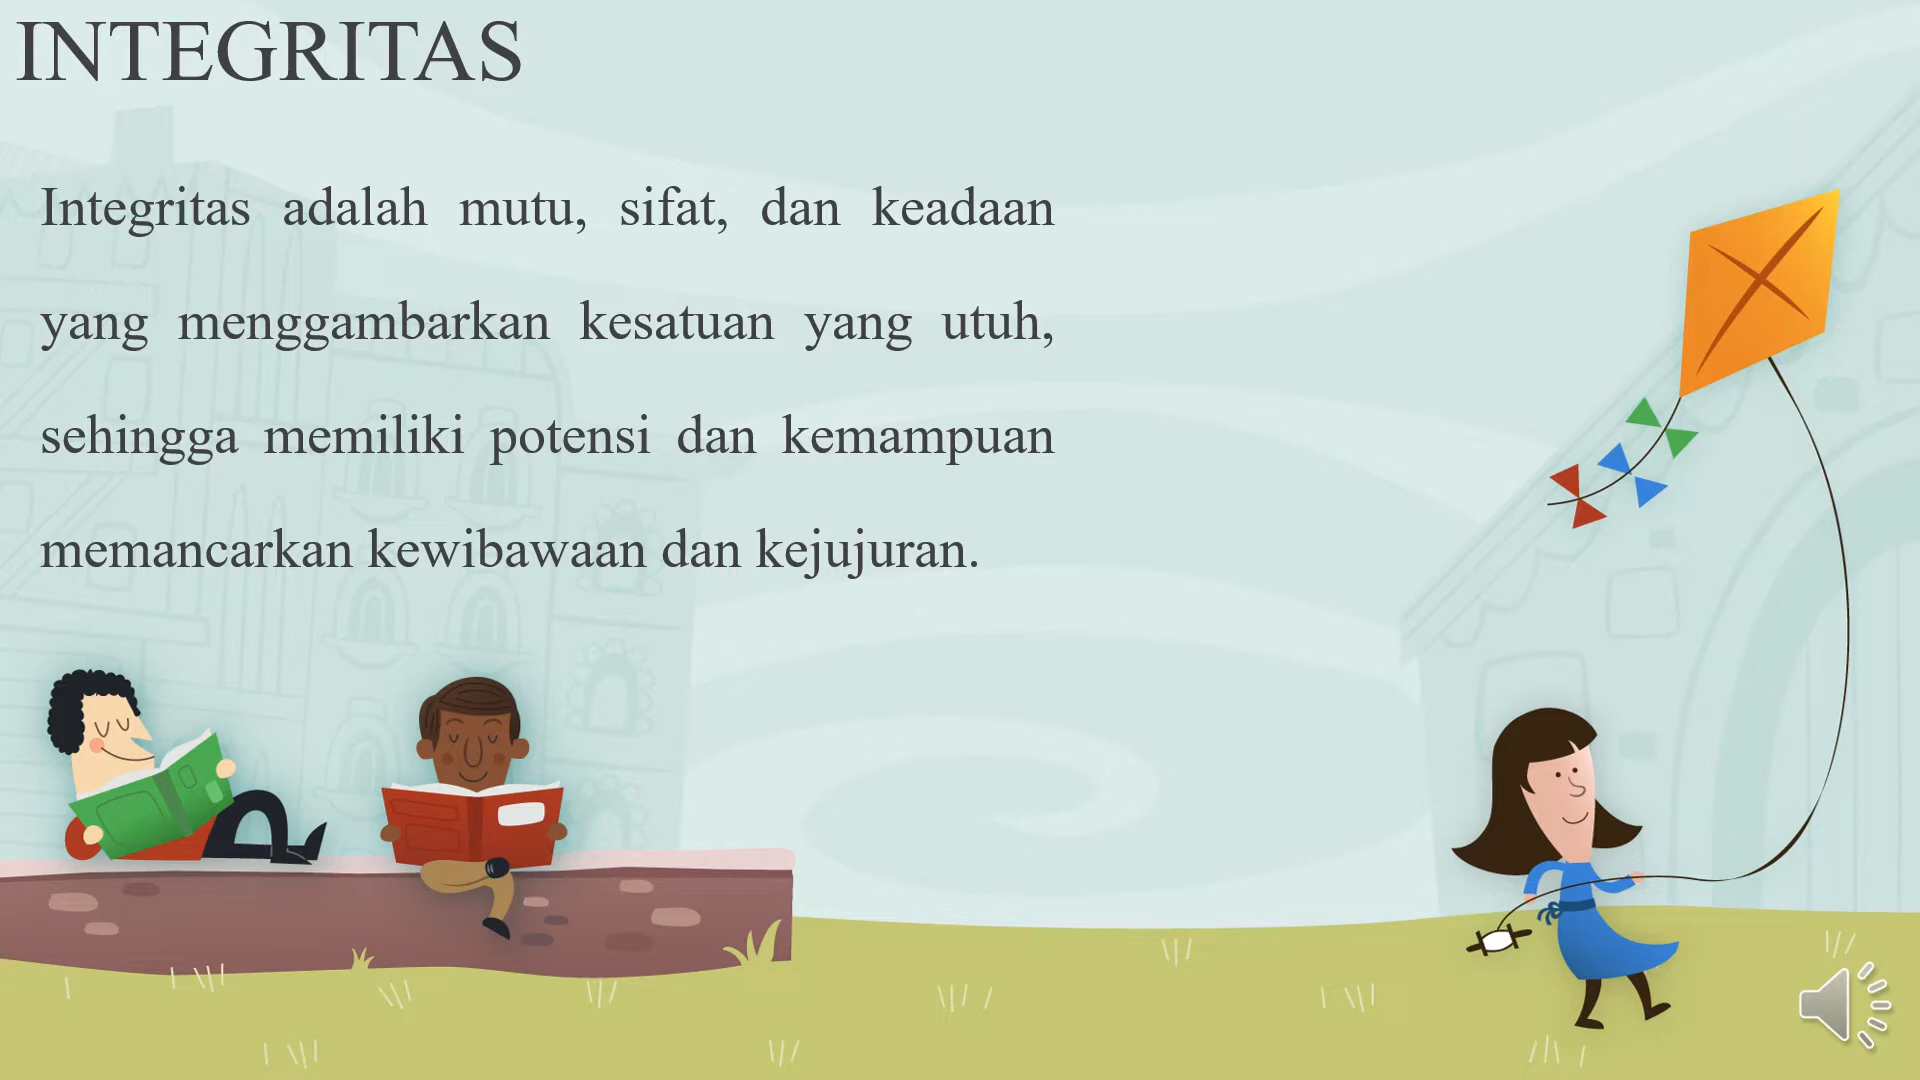 INTEGRITAS
Integritas adalah mutu, sifat, dan keadaan
yang menggambarkan kesatuan yang utuh,
sehingga memiliki potensi dan kemampuan
memancarkan kewibawaan dan kejujuran.